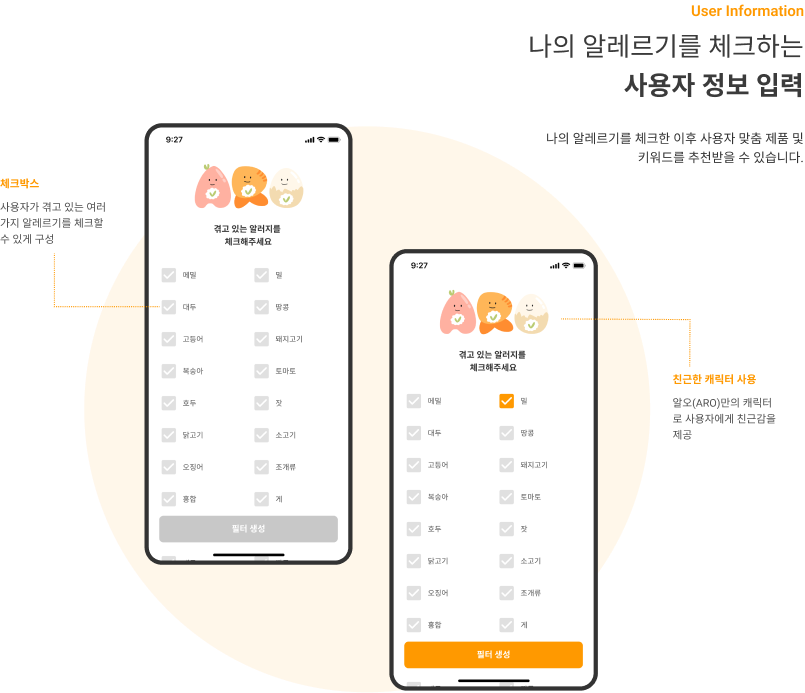 User Information
나의 알레르기를 체크하는
사용자 정보 입력
나의 알레르기를 체크한 이후 사용자 맞춤 제품 및
키워드를 추천받을 수 있습니다.
체크박스
사용자가 겪고 있는 여러
가지 알레르기를 체크할
수 있게 구성
9:27
겪고 있는 알러지를
체크해주세요
메밀 밀
대두 땅콩
고등어 돼지고기
복숭아 토마토
호두 잣
닭고기 소고기
오징어 조개류
홍합 게
필터 생성
9:27
겪고 있는 알러지를
체크해주세요
메밀 밀
대두 땅콩
고등어 돼지고기
복숭아 토마토
호두 잣
닭고기 소고기
오징어 조개류
홍합 게
필터 생성
친근한 캐릭터 사용
알오(ARO)만의 캐릭터
로 사용자에게 친근감을
제공